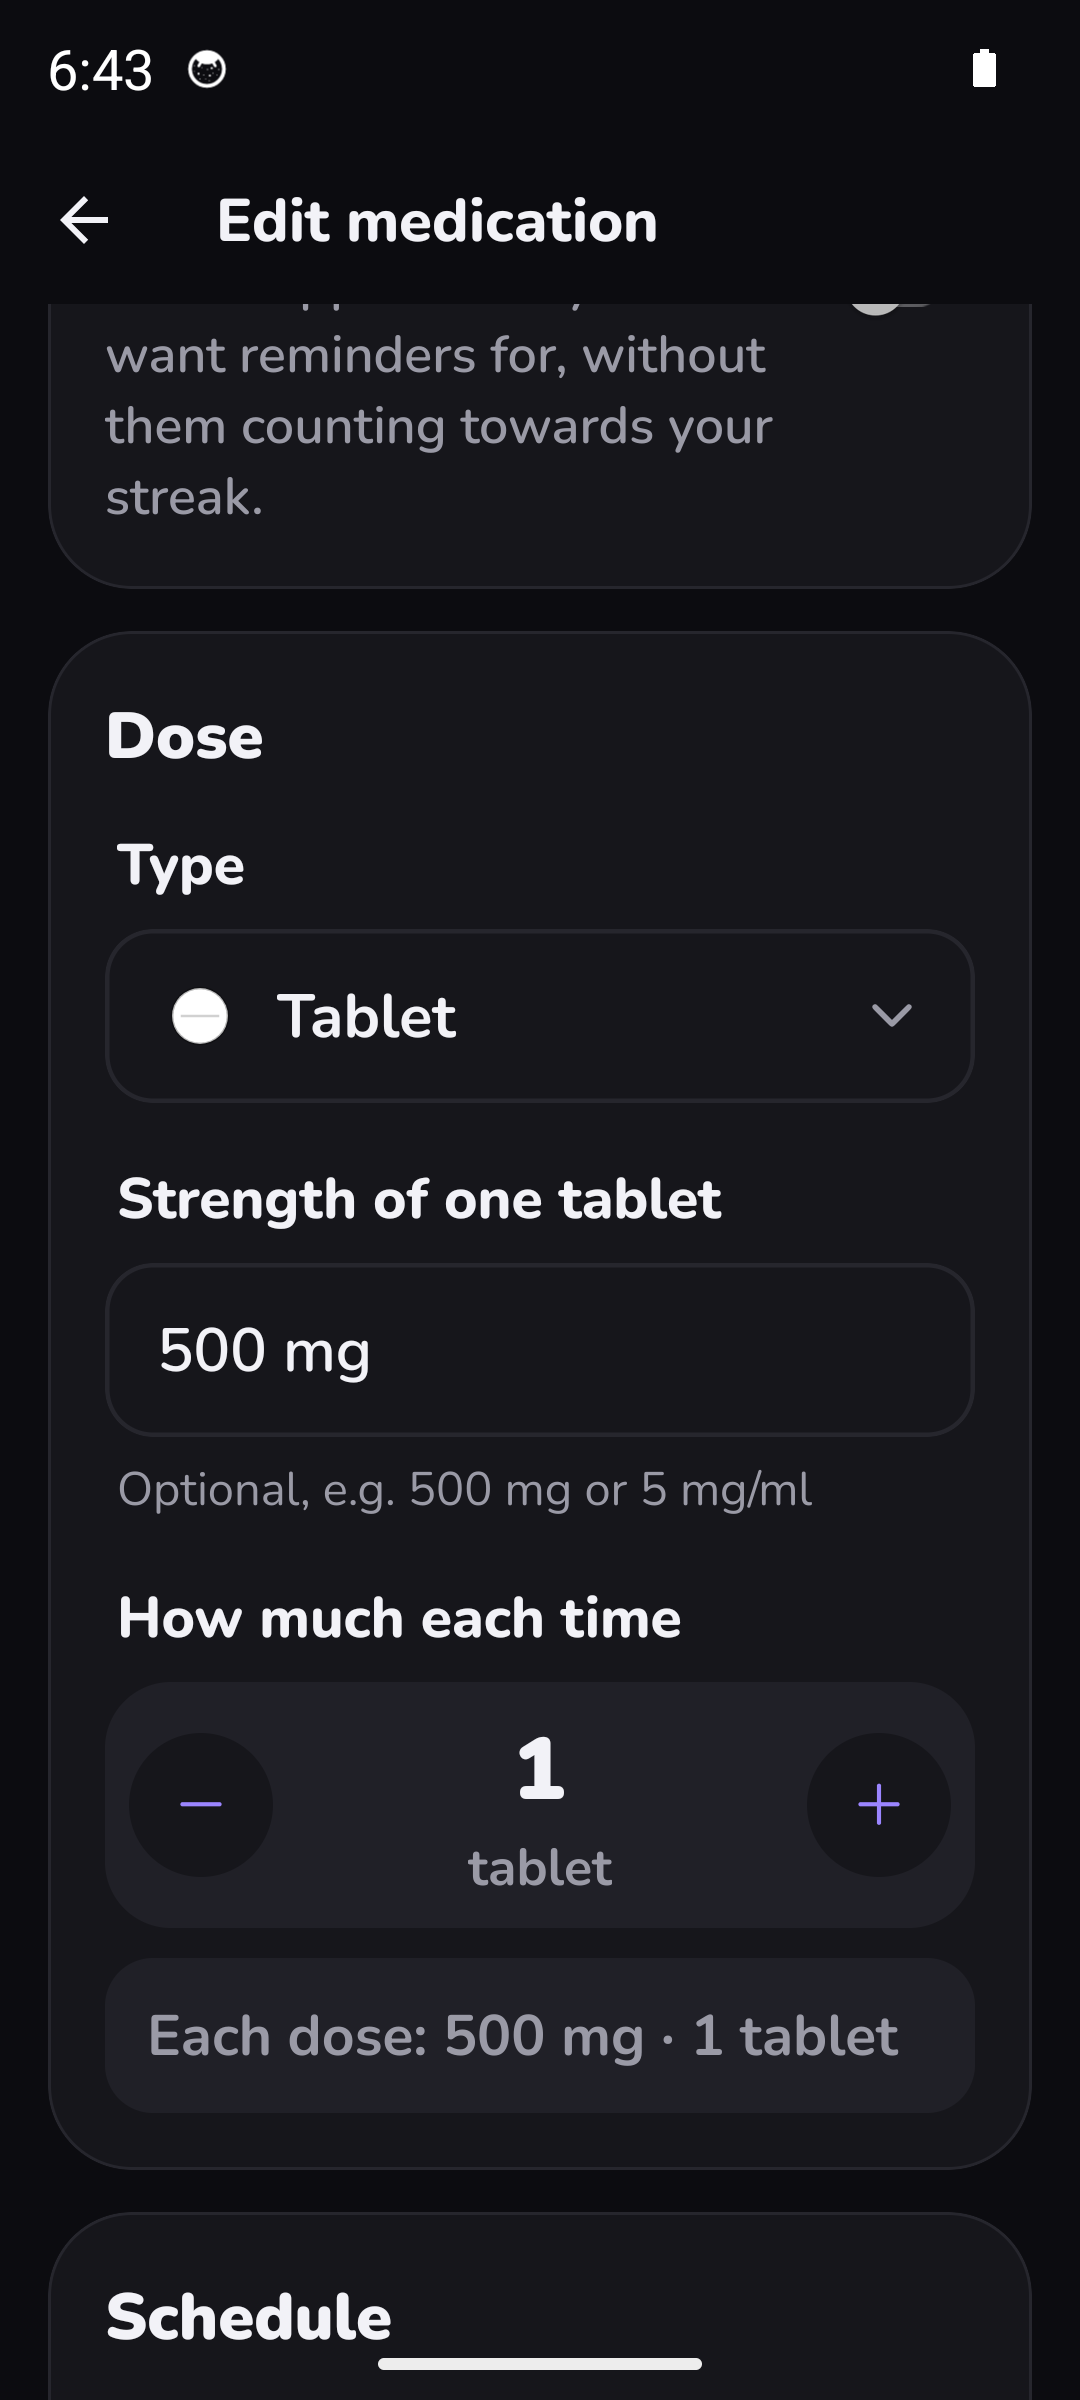 6:43
Edit medication
want reminders for, without
them counting towards your
streak.
Dose
Type
Tablet
Strength of one tablet
500 mg
Optional, e.g. 500 mg or 5 mg/ml
How much each time
1
tablet
Each dose: 500 mg · 1 tablet
Schedule